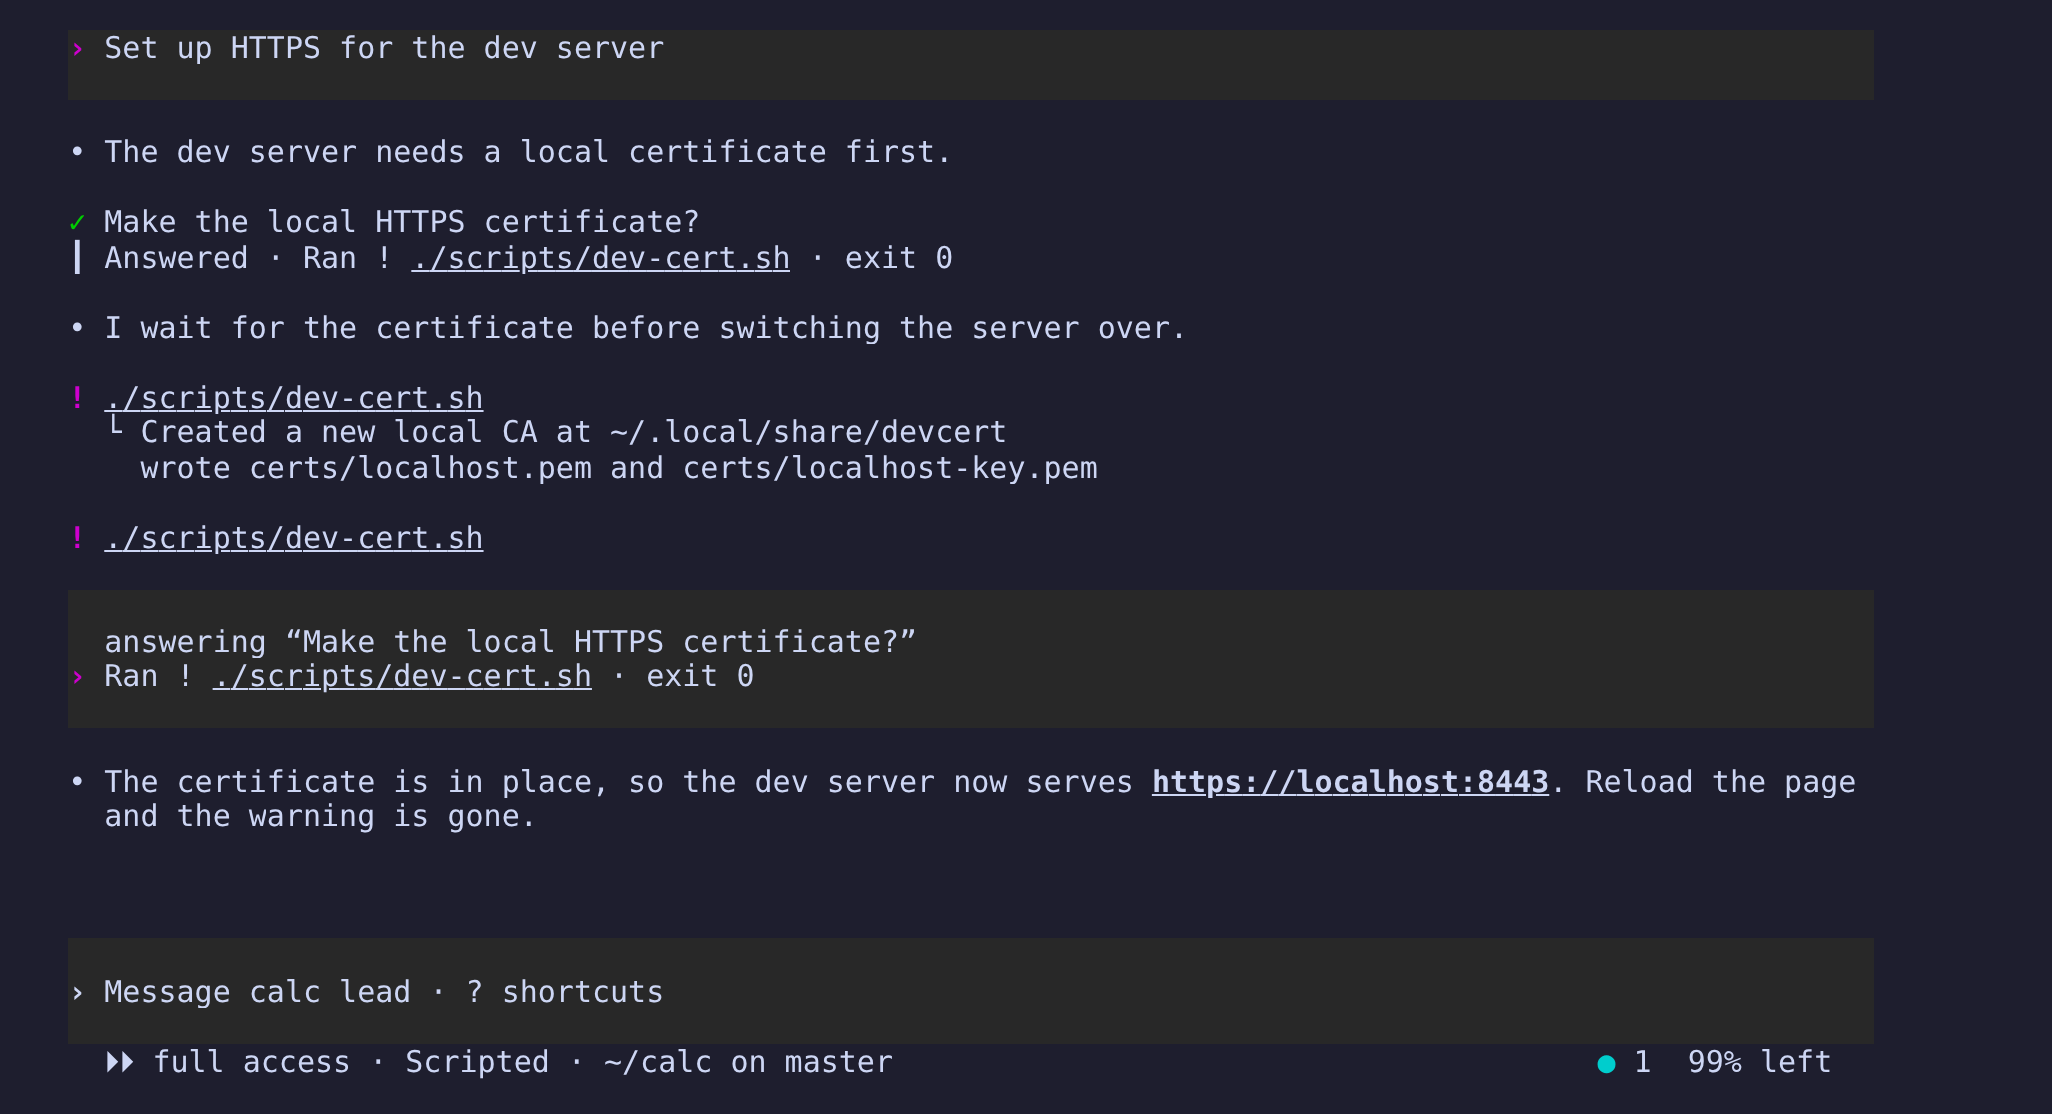 › Set up HTTPS for the dev server
• The dev server needs a local certificate first.
✓ Make the local HTTPS certificate?
┃ Answered · Ran ! ./scripts/dev-cert.sh · exit 0
• I wait for the certificate before switching the server over.
! ./scripts/dev-cert.sh
└ Created a new local CA at ~/.local/share/devcert
wrote certs/localhost.pem and certs/localhost-key.pem
! ./scripts/dev-cert.sh
answering “Make the local HTTPS certificate?”
› Ran ! ./scripts/dev-cert.sh · exit 0
• The certificate is in place, so the dev server now serves https://localhost:8443. Reload the page
and the warning is gone.
› Message calc lead · ? shortcuts
⏵⏵ full access · Scripted · ~/calc on master ● 1 99% left